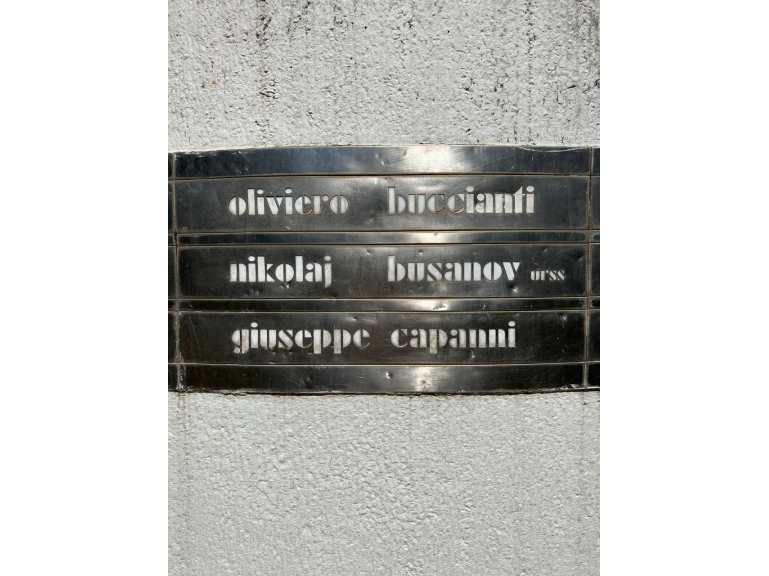 oliviero buccianti
nikolaj busanov urss
giuseppe capanni